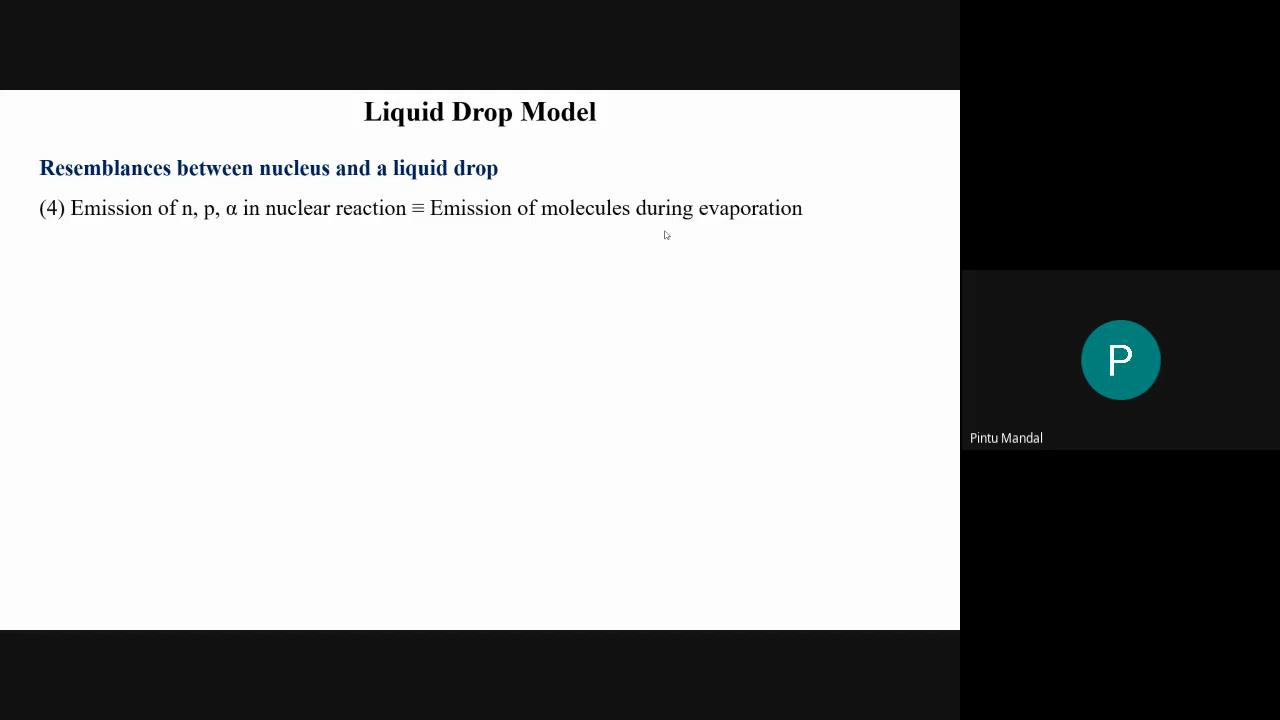 Liquid Drop Model
Resemblances between nucleus and a liquid drop
(4) Emission of n, p, α in nuclear reaction ≡ Emission of molecules during evaporation
P
Pintu Mandal